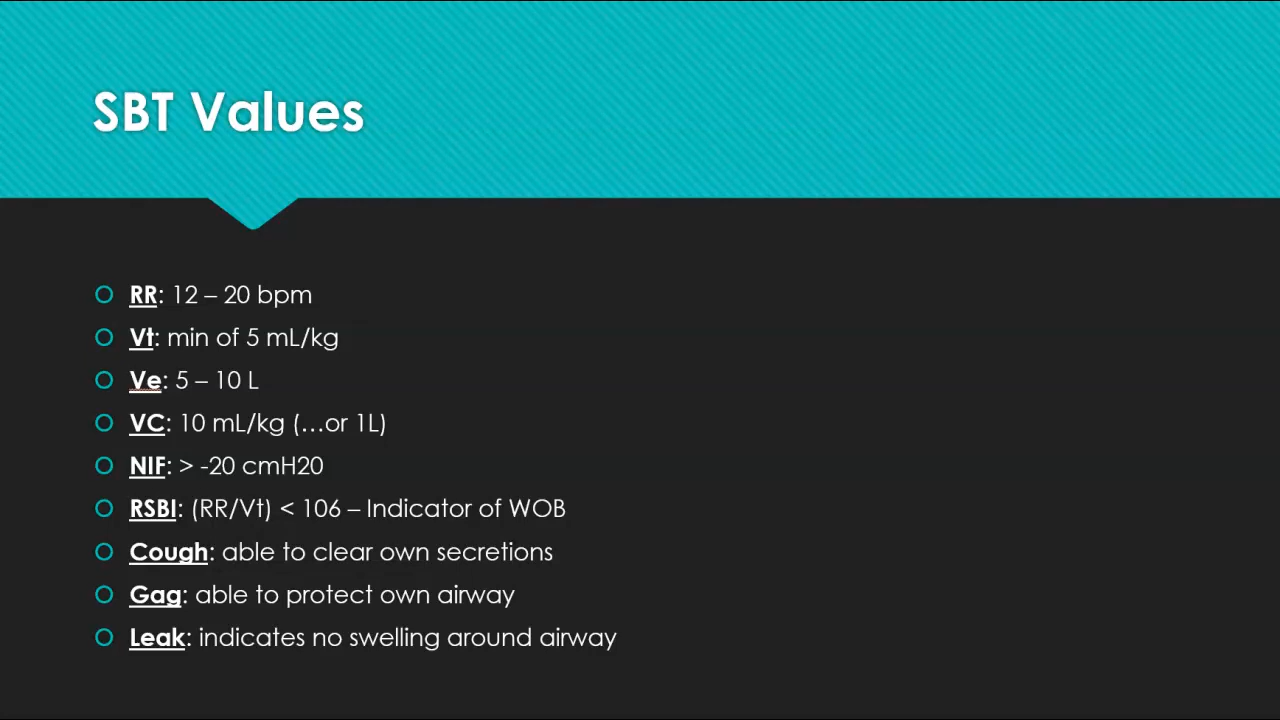 SBT Values
RR: 12 – 20 bpm
Vt: min of 5 mL/kg
Ve: 5 – 10 L
VC: 10 mL/kg (…or 1L)
NIF: > -20 cmH20
RSBI: (RR/Vt) < 106 – Indicator of WOB
Cough: able to clear own secretions
Gag: able to protect own airway
Leak: indicates no swelling around airway